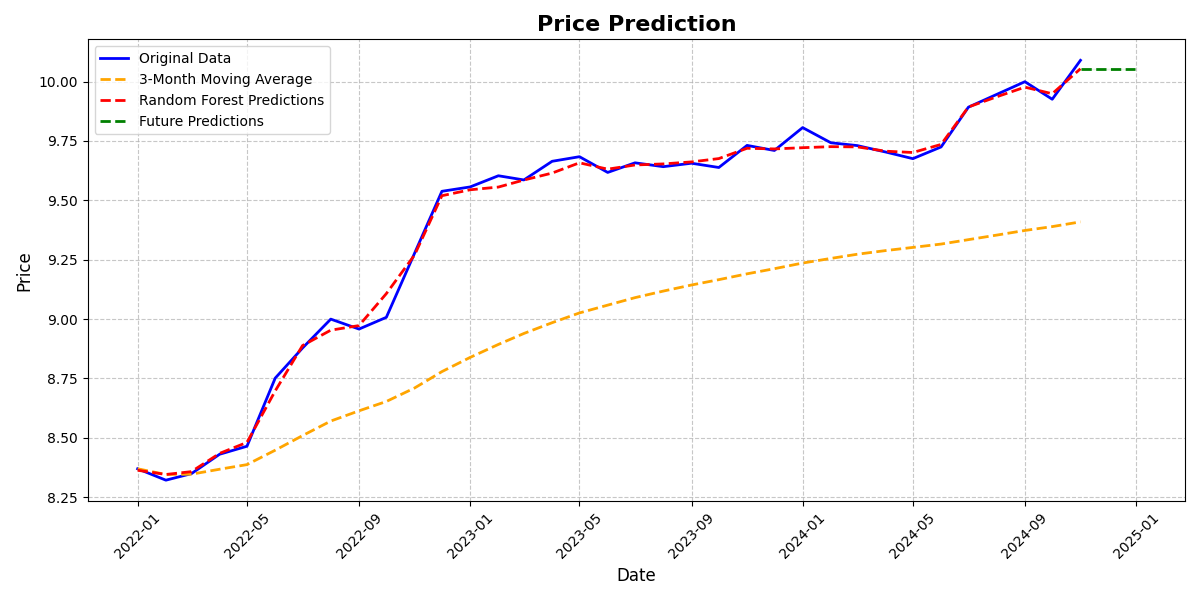 Price Prediction
Original Data
3-Month Moving Average
Random Forest Predictions
Future Predictions
10.00
9.75
9.50
9.25
9.00
8.75
8.50
8.25
Price
2022-01
2022-05
2022-09
2023-01
2023-05
2023-09
2024-01
2024-05
2024-09
2025-01
Date